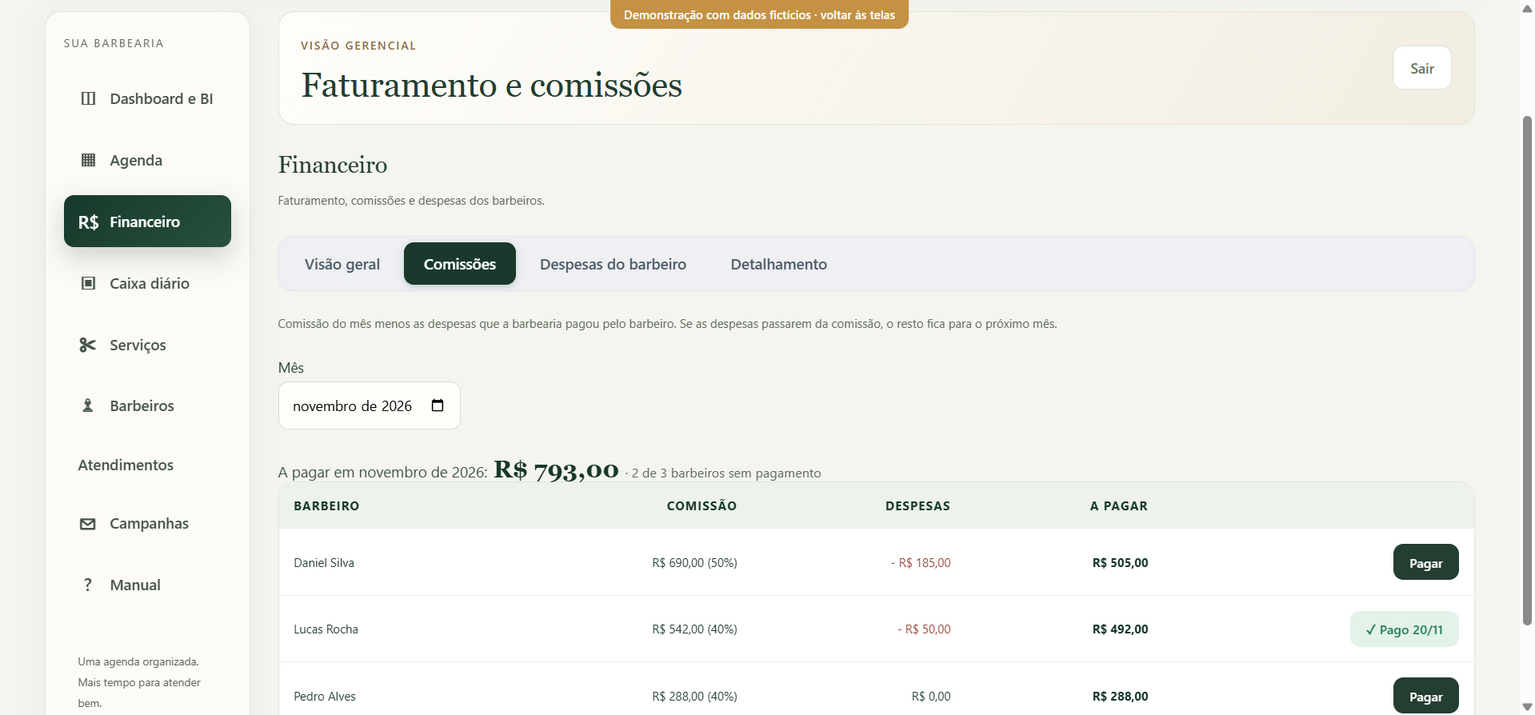 Demonstração com dados fictícios · voltar às telas
SUA BARBEARIA
Dashboard e BI
Agenda
R$ Financeiro
Caixa diário
Serviços
Barbeiros
Atendimentos
Campanhas
? Manual
Uma agenda organizada.
Mais tempo para atender
bem.
VISÃO GERENCIAL
Faturamento e comissões
Sair
Financeiro
Faturamento, comissões e despesas dos barbeiros.
Visão geral Comissões Despesas do barbeiro Detalhamento
Comissão do mês menos as despesas que a barbearia pagou pelo barbeiro. Se as despesas passarem da comissão, o resto fica para o próximo mês.
Mês
novembro de 2026
A pagar em novembro de 2026: R$ 793,00 · 2 de 3 barbeiros sem pagamento
BARBEIRO COMISSÃO DESPESAS A PAGAR
Daniel Silva R$ 690,00 (50%) - R$ 185,00 R$ 505,00 Pagar
Lucas Rocha R$ 542,00 (40%) - R$ 50,00 R$ 492,00 ✓ Pago 20/11
Pedro Alves R$ 288,00 (40%) R$ 0,00 R$ 288,00 Pagar